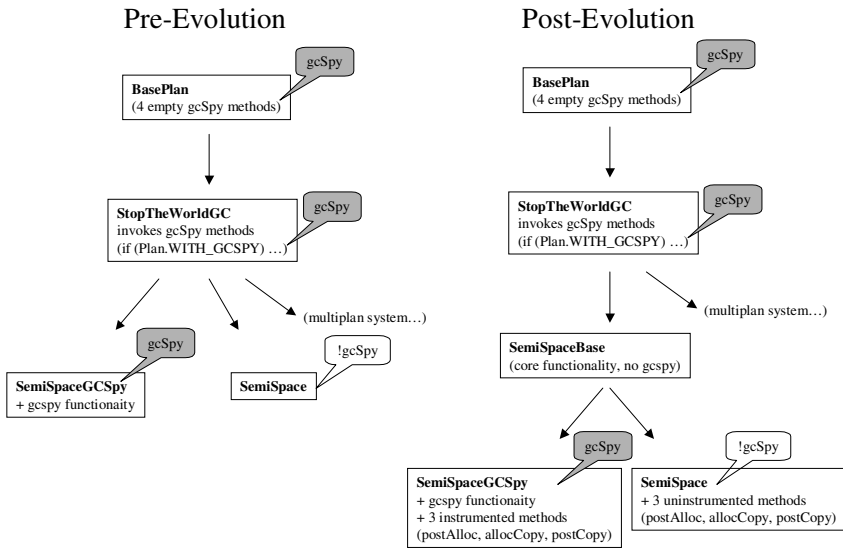 Pre-Evolution
gcSpy
BasePlan
(4 empty gcSpy methods)
gcSpy
StopTheWorldGC
invokes gcSpy methods
(if (Plan.WITH_GCSPY) …)
(multiplan system…)
gcSpy
!gcSpy
SemiSpaceGCSpy
+ gcspy functionaity
SemiSpace
Post-Evolution
gcSpy
BasePlan
(4 empty gcSpy methods)
gcSpy
StopTheWorldGC
invokes gcSpy methods
(if (Plan.WITH_GCSPY) …)
(multiplan system…)
SemiSpaceBase
(core functionality, no gcspy)
gcSpy
!gcSpy
SemiSpaceGCSpy
+ gcspy functionaity
+ 3 instrumented methods
(postAlloc, allocCopy, postCopy)
SemiSpace
+ 3 uninstrumented methods
(postAlloc, allocCopy, postCopy)